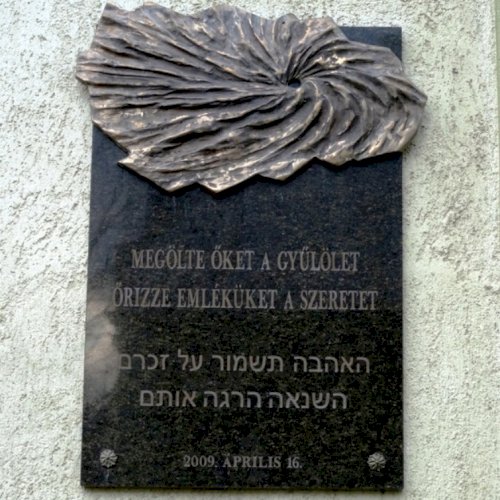 MEGÖLTE ŐKET A GYŰLÖLET
ŐRIZZE EMLÉKÜKET A SZERETET
האהבה תשמור על זכרם
השנאה הרגה אותם
2009. ÁPRILIS 16.